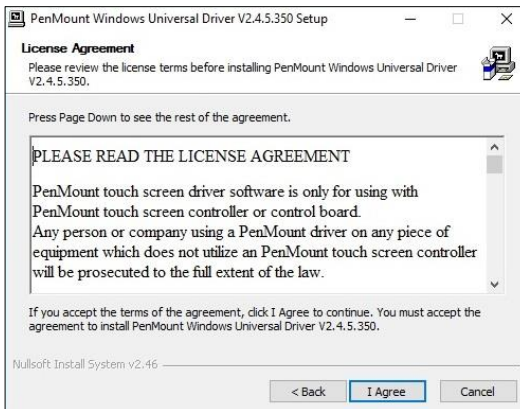 PenMount Windows Universal Driver V2.4.5.350 Setup
License Agreement
Please review the license terms before installing PenMount Windows Universal Driver
V2.4.5.350.
Press Page Down to see the rest of the agreement.
PLEASE READ THE LICENSE AGREEMENT
PenMount touch screen driver software is only for using with
PenMount touch screen controller or control board.
Any person or company using a PenMount driver on any piece of
equipment which does not utilize an PenMount touch screen controller
will be prosecuted to the full extent of the law.
If you accept the terms of the agreement, click I Agree to continue. You must accept the
agreement to install PenMount Windows Universal Driver V2.4.5.350.
Nullsoft Install System v2.46
< Back I Agree Cancel